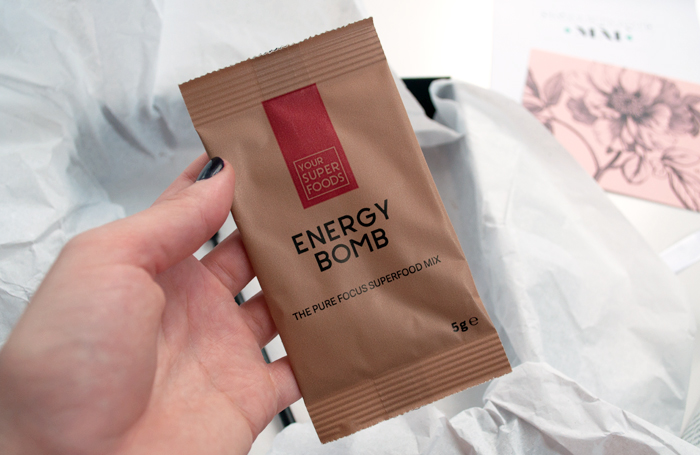 YOUR
SUPER
FOODS
ENERGY
BOMB
THE PURE FOCUS SUPERFOOD MIX
5g ℮